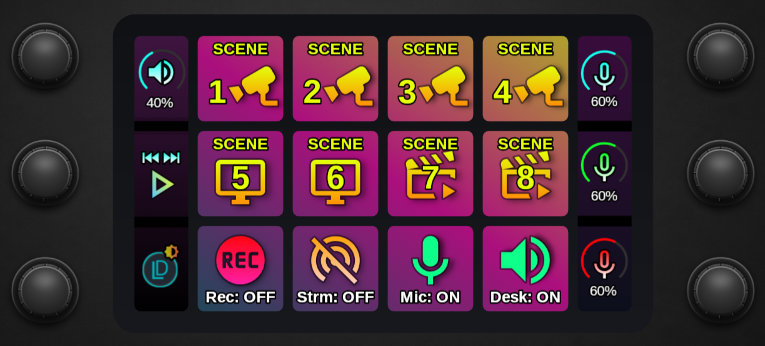 SCENE SCENE SCENE SCENE
1 2 3 4
40% 60%
SCENE SCENE SCENE SCENE
5 6 7 8
60%
LD REC
Rec: OFF Strm: OFF Mic: ON Desk: ON
60%